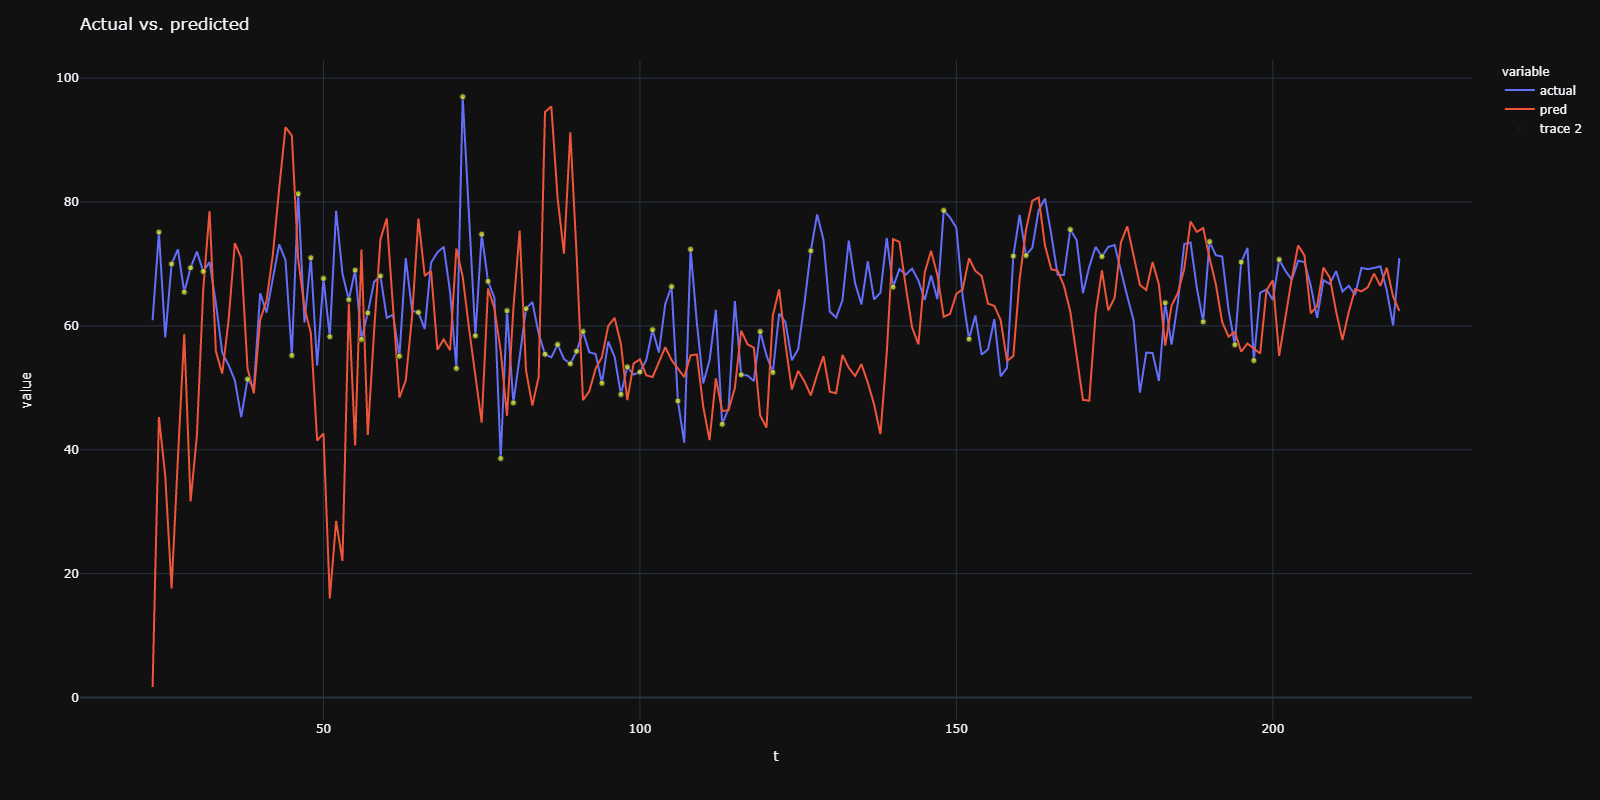 Actual vs. predicted
variable
actual
pred
trace 2
100
80
60
40
20
0
value
50
100
150
200
t